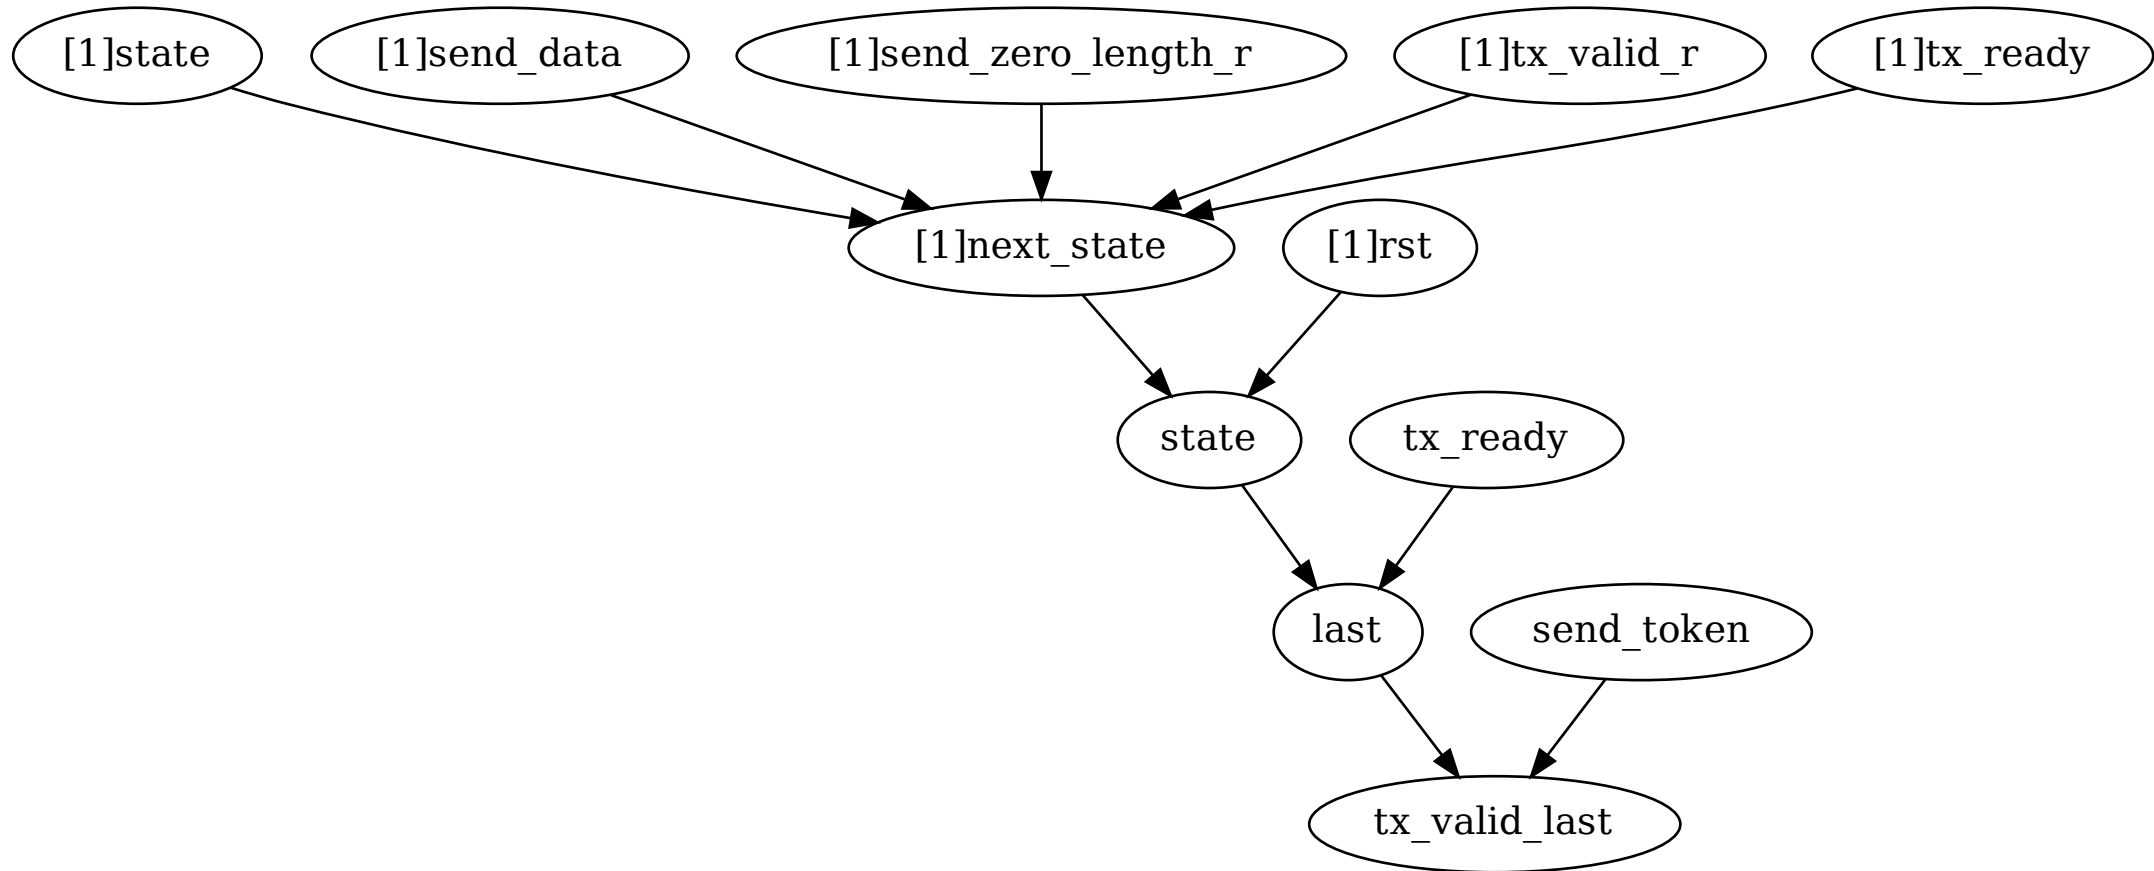 [1]state
[1]send_data
[1]send_zero_length_r
[1]tx_valid_r
[1]tx_ready
[1]next_state
[1]rst
state
tx_ready
last
send_token
tx_valid_last